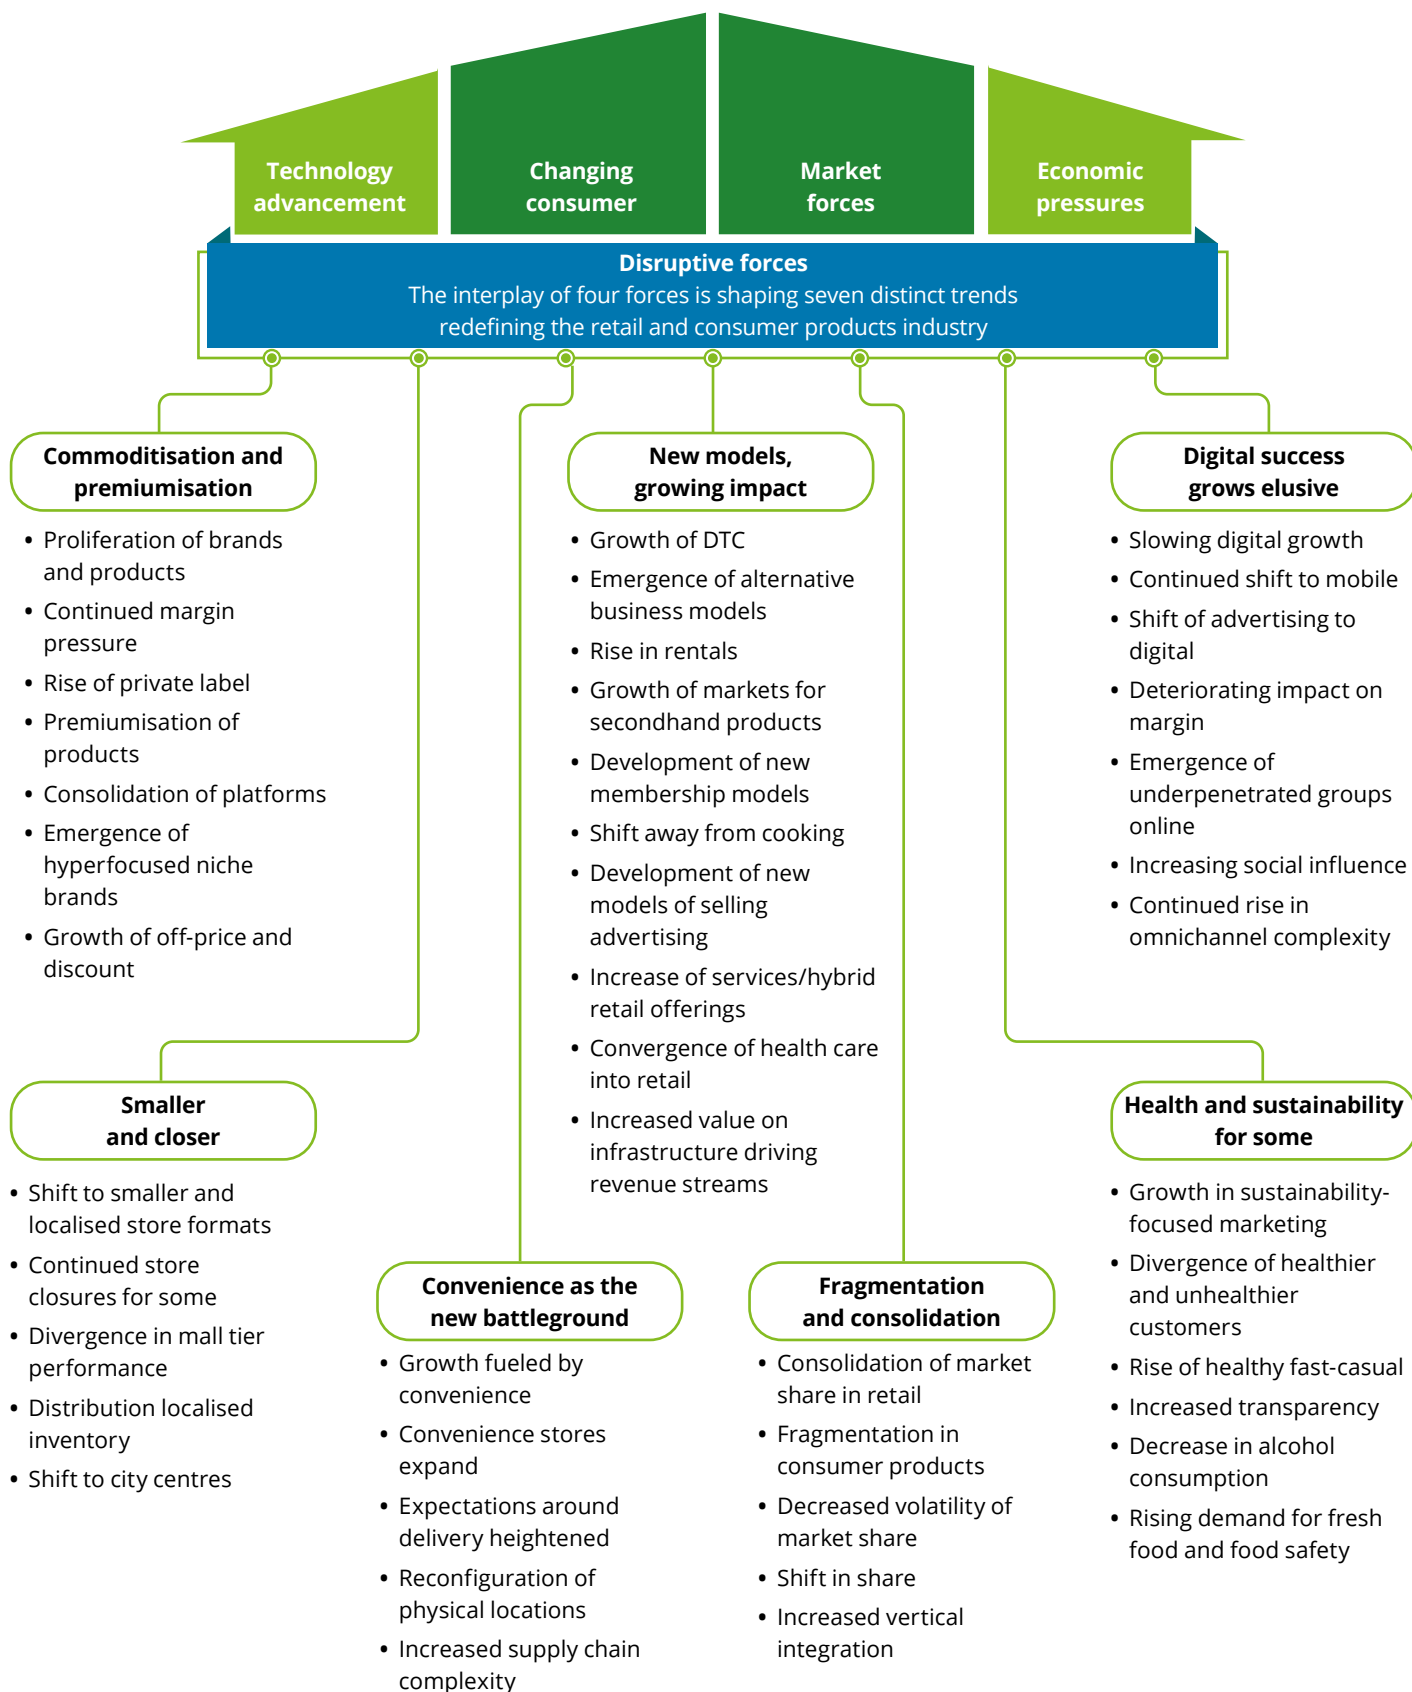 Technology
advancement
Changing
consumer
Market
forces
Economic
pressures
Disruptive forces
The interplay of four forces is shaping seven distinct trends
redefining the retail and consumer products industry
Commoditisation and
premiumisation
• Proliferation of brands
and products
• Continued margin
pressure
• Rise of private label
• Premiumisation of
products
• Consolidation of platforms
• Emergence of
hyperfocused niche
brands
• Growth of off-price and
discount
New models,
growing impact
• Growth of DTC
• Emergence of alternative
business models
• Rise in rentals
• Growth of markets for
secondhand products
• Development of new
membership models
• Shift away from cooking
• Development of new
models of selling
advertising
• Increase of services/hybrid
retail offerings
• Convergence of health care
into retail
• Increased value on
infrastructure driving
revenue streams
Digital success
grows elusive
• Slowing digital growth
• Continued shift to mobile
• Shift of advertising to
digital
• Deteriorating impact on
margin
• Emergence of
underpenetrated groups
online
• Increasing social influence
• Continued rise in
omnichannel complexity
Smaller
and closer
• Shift to smaller and
localised store formats
• Continued store
closures for some
• Divergence in mall tier
performance
• Distribution localised
inventory
• Shift to city centres
Convenience as the
new battleground
• Growth fueled by
convenience
• Convenience stores
expand
• Expectations around
delivery heightened
• Reconfiguration of
physical locations
• Increased supply chain
complexity
Fragmentation
and consolidation
• Consolidation of market
share in retail
• Fragmentation in
consumer products
• Decreased volatility of
market share
• Shift in share
• Increased vertical
integration
Health and sustainability
for some
• Growth in sustainability-
focused marketing
• Divergence of healthier
and unhealthier
customers
• Rise of healthy fast-casual
• Increased transparency
• Decrease in alcohol
consumption
• Rising demand for fresh
food and food safety